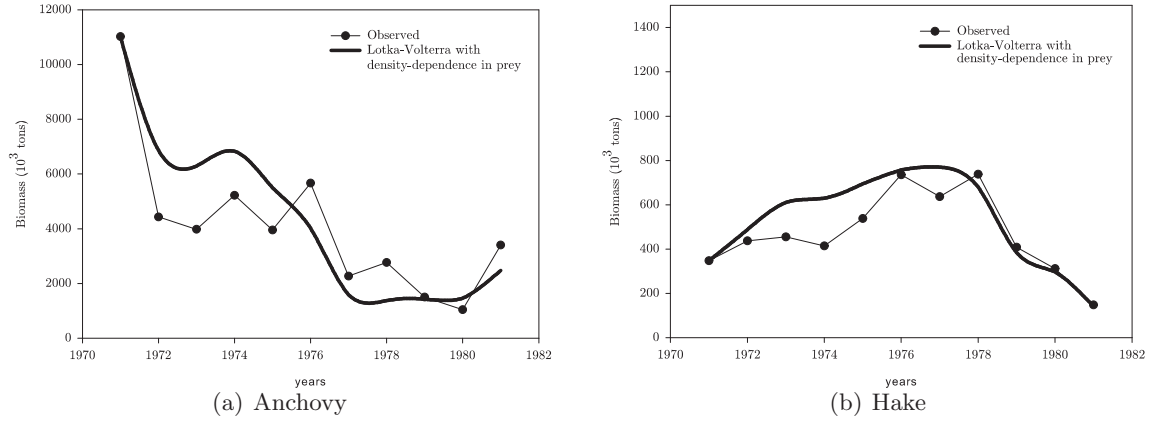 12000
10000
8000
6000
4000
2000
0
Biomass (10³ tons)
Observed
Lotka-Volterra with
density-dependence in prey
1970 1972 1974 1976 1978 1980 1982
years
(a) Anchovy
1400
1200
1000
800
600
400
200
0
Biomass (10³ tons)
Observed
Lotka-Volterra with
density-dependence in prey
1970 1972 1974 1976 1978 1980 1982
years
(b) Hake